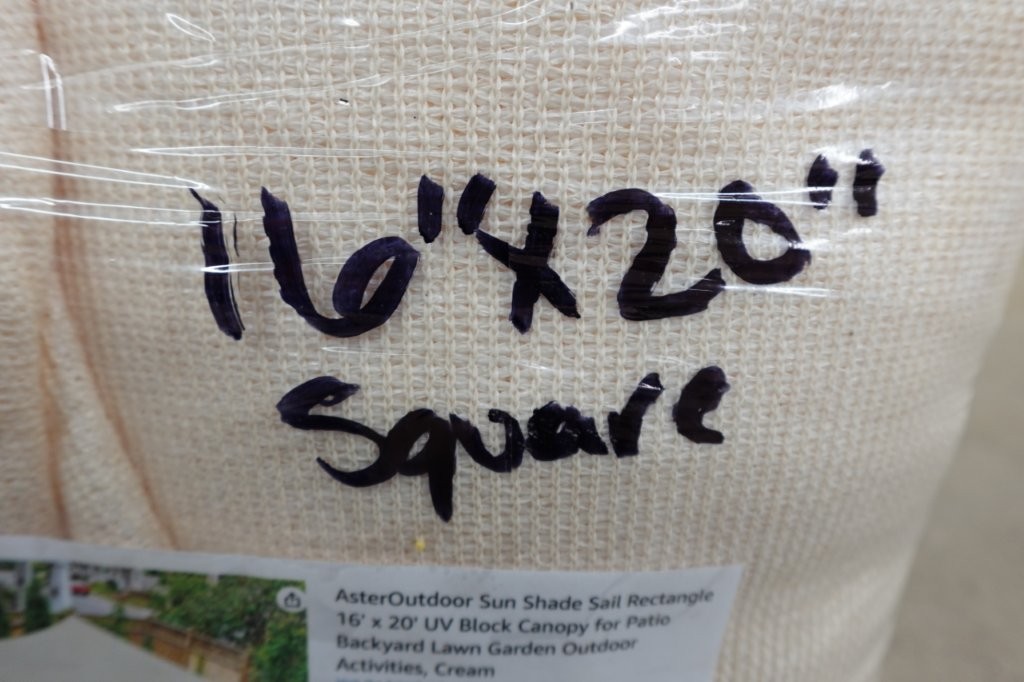 16"x20"
Square
AsterOutdoor Sun Shade Sail Rectangle
16' x 20' UV Block Canopy for Patio
Backyard Lawn Garden Outdoor
Activities, Cream